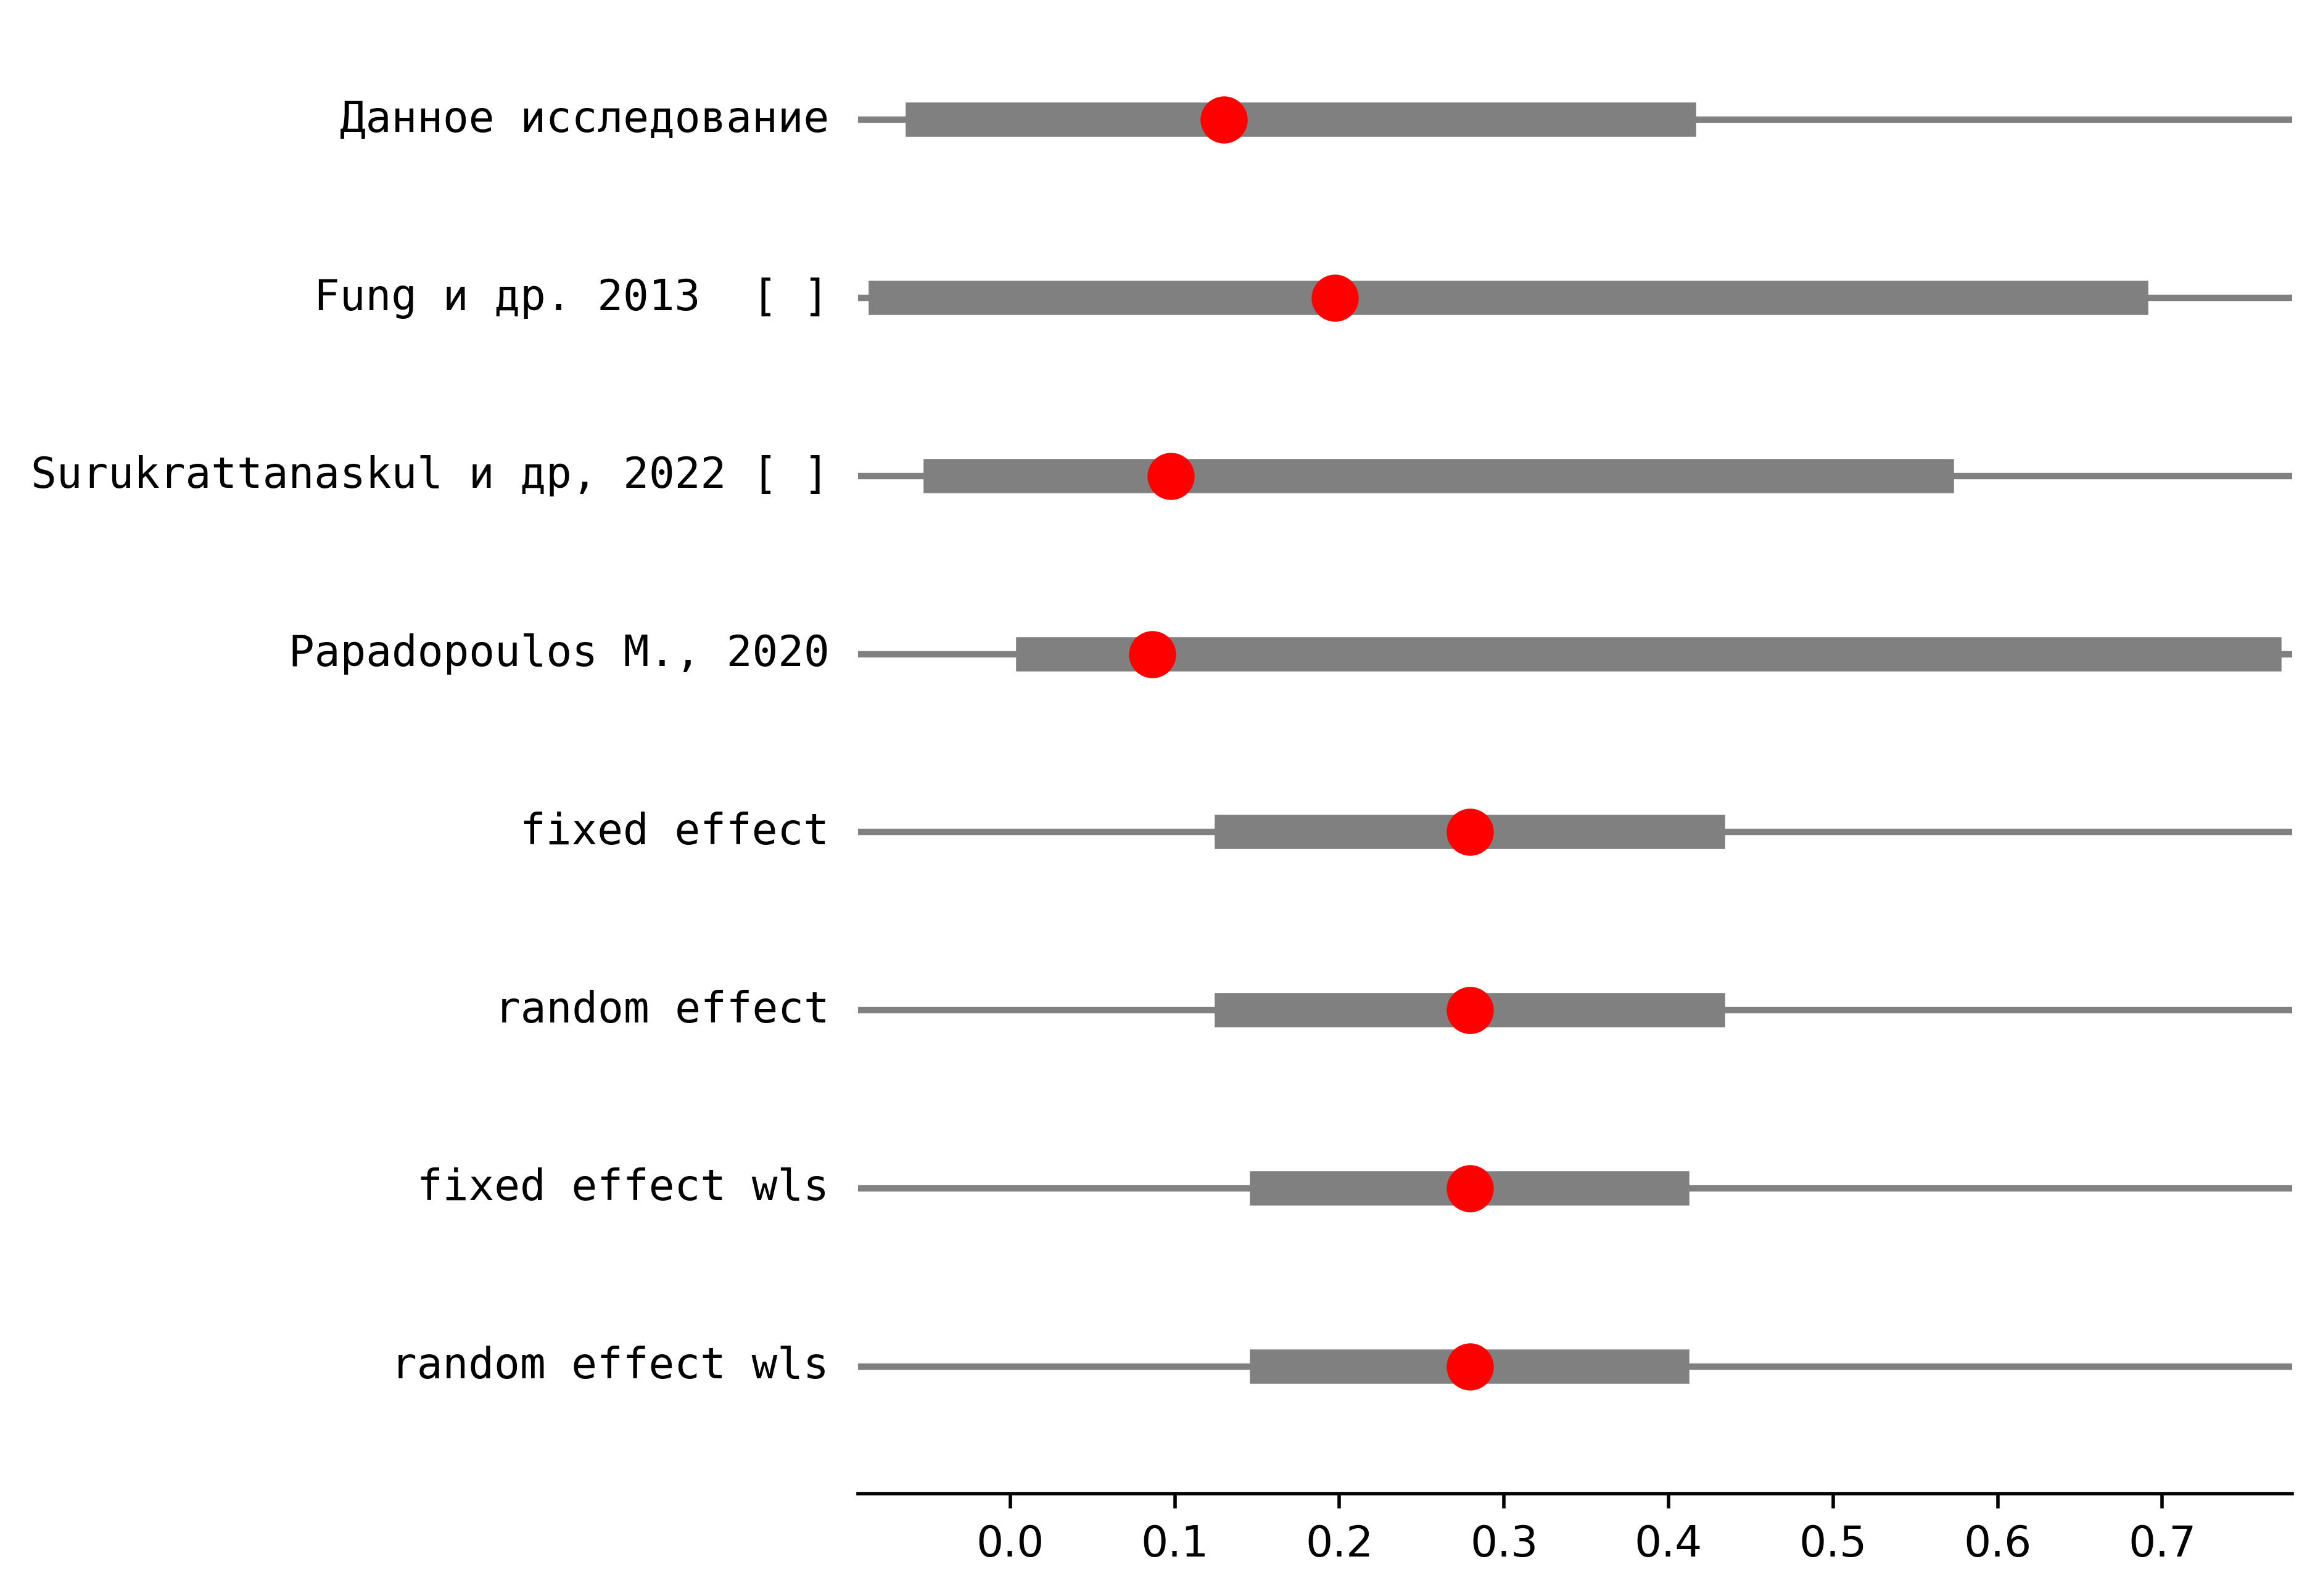 Данное исследование
Fung и др. 2013  [ ]
Surukrattanaskul и др, 2022 [ ]
Papadopoulos M., 2020
fixed effect
random effect
fixed effect wls
random effect wls
0.0 0.1 0.2 0.3 0.4 0.5 0.6 0.7